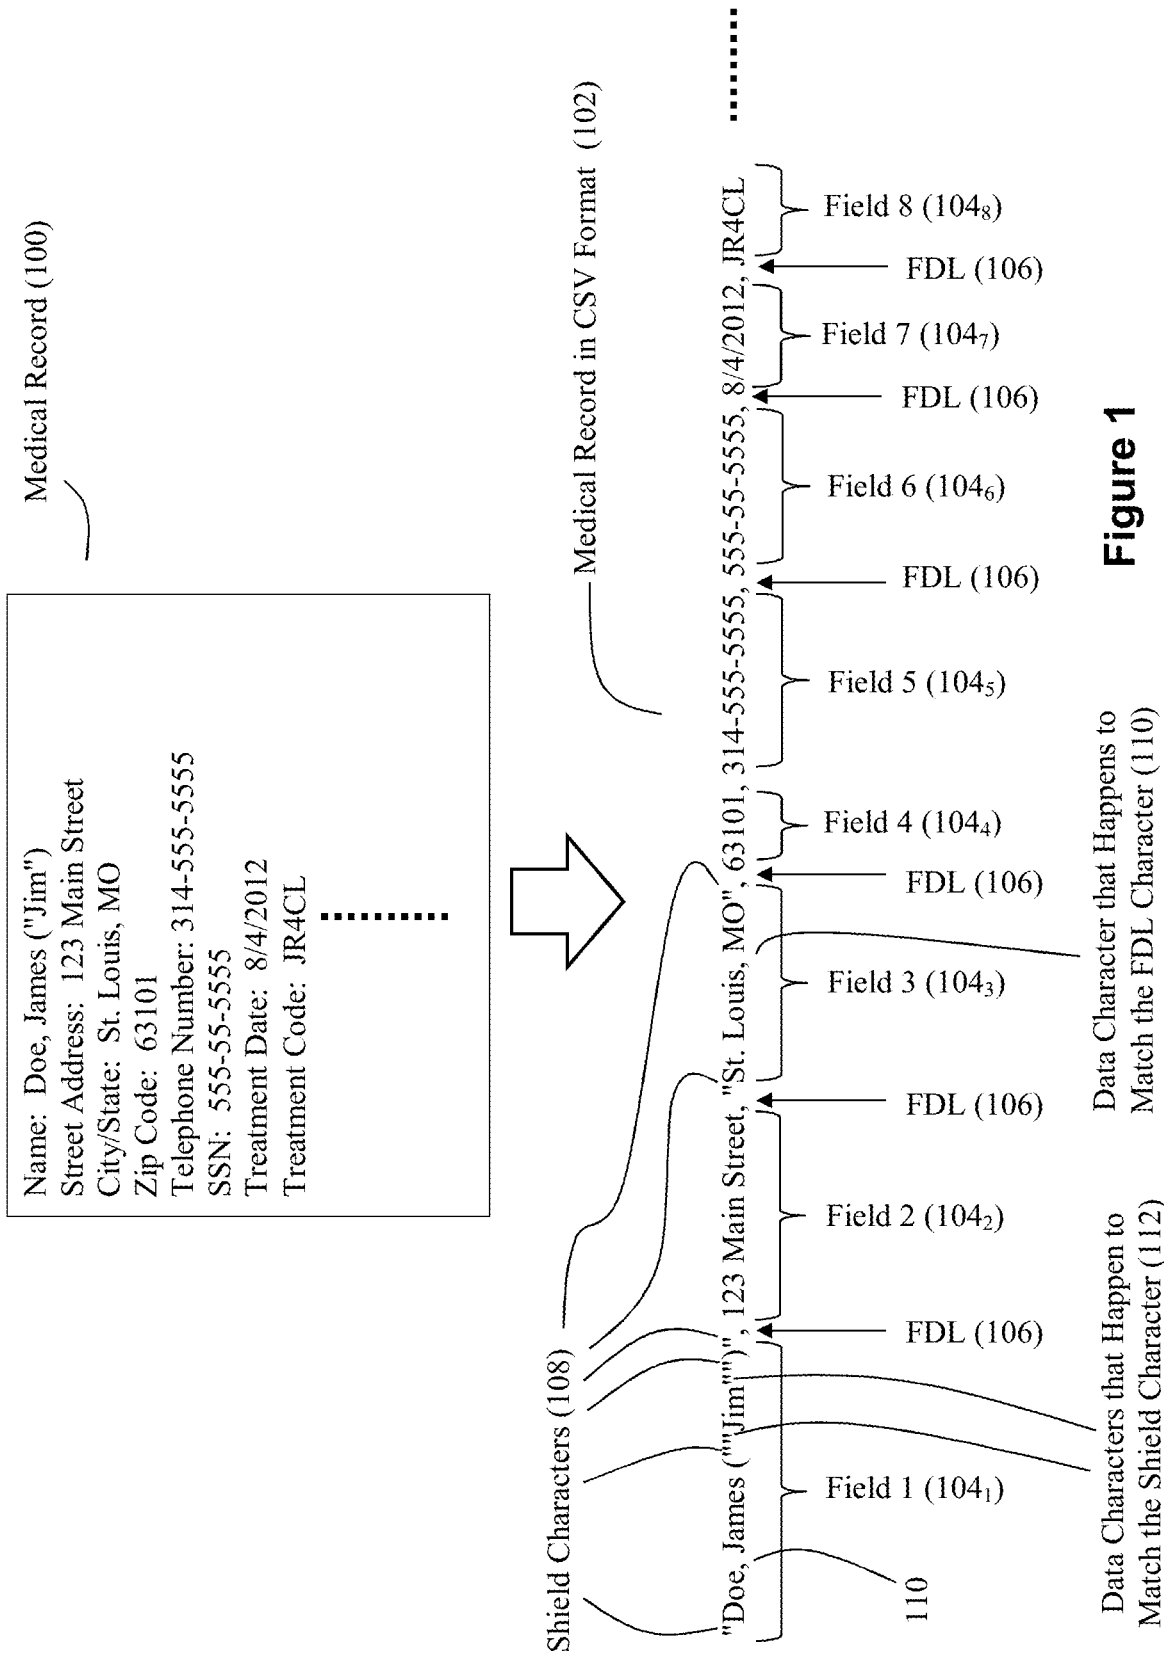 Medical Record (100)
Name: Doe, James ("Jim")
Street Address: 123 Main Street
City/State: St. Louis, MO
Zip Code: 63101
Telephone Number: 314-555-5555
SSN: 555-55-5555
Treatment Date: 8/4/2012
Treatment Code: JR4CL
Medical Record in CSV Format (102)
Shield Characters (108)
"Doe, James (""Jim"")", 123 Main Street, "St. Louis, MO", 63101, 314-555-5555, 555-55-5555, 8/4/2012, JR4CL
Field 1 (104₁)
Field 2 (104₂)
Field 3 (104₃)
Field 4 (104₄)
Field 5 (104₅)
Field 6 (104₆)
Field 7 (104₇)
Field 8 (104₈)
110
FDL (106)
FDL (106)
FDL (106)
FDL (106)
FDL (106)
FDL (106)
Data Characters that Happen to
Match the Shield Character (112)
Data Character that Happens to
Match the FDL Character (110)
Figure 1